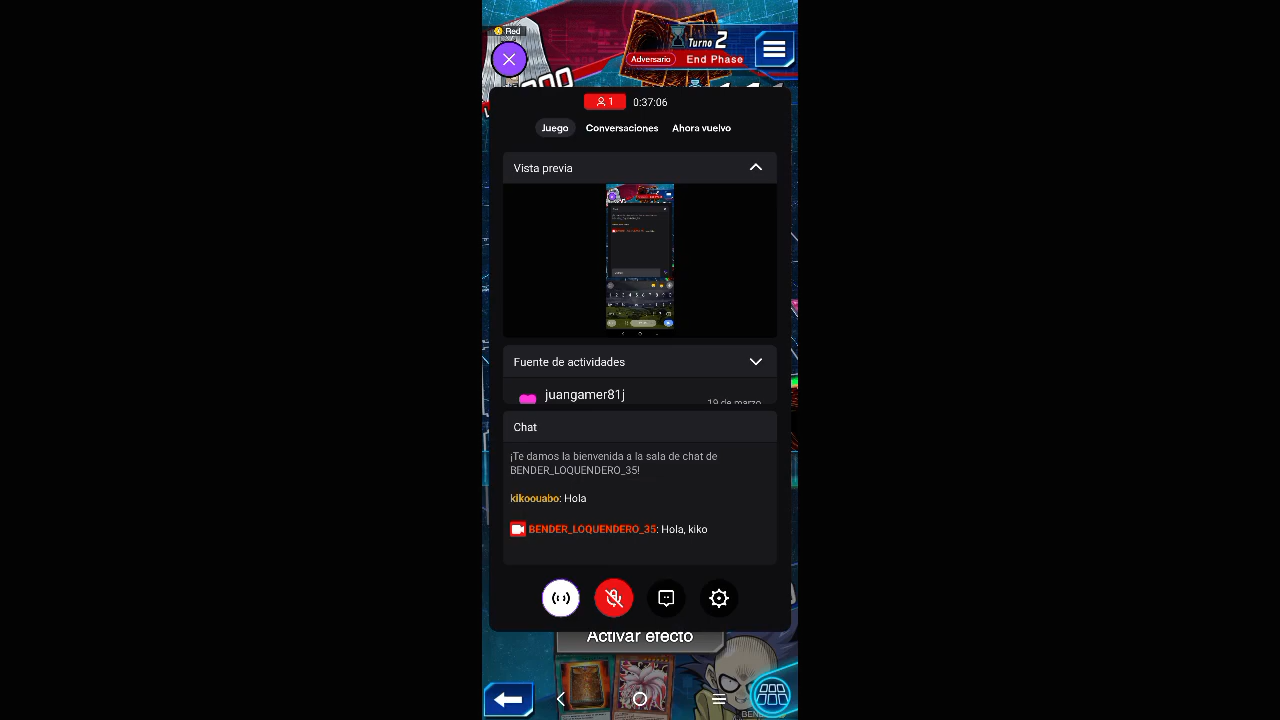 Red
Turno 2
Adversario
End Phase
1
0:37:06
Juego
Conversaciones
Ahora vuelvo
Vista previa
Fuente de actividades
juangamer81j
19 de marzo
Chat
¡Te damos la bienvenida a la sala de chat de
BENDER_LOQUENDERO_35!
kikoouabo: Hola
BENDER_LOQUENDERO_35: Hola, kiko
Activar efecto